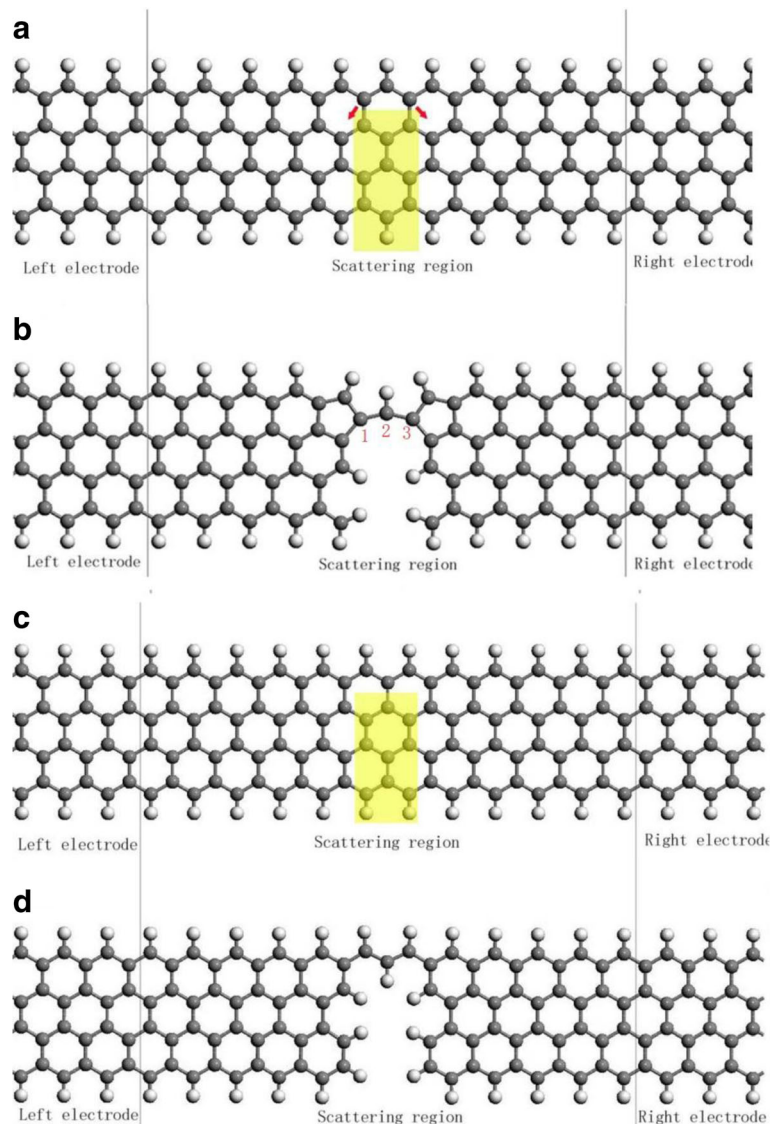 a
Left electrode Scattering region Right electrode
b
1 2 3
Left electrode Scattering region Right electrode
c
Left electrode Scattering region Right electrode
d
Left electrode Scattering region Right electrode